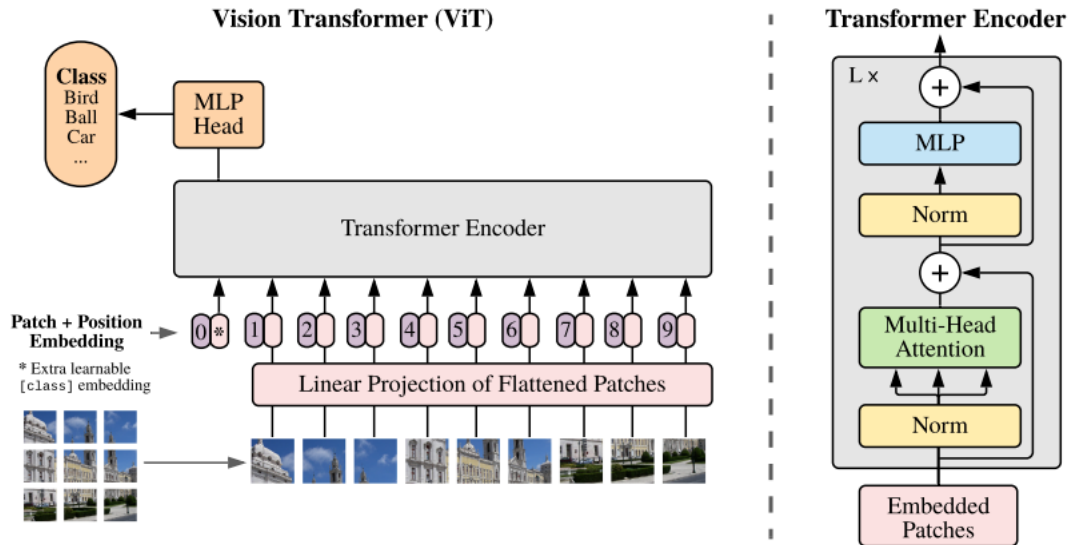 Vision Transformer (ViT)
Class
Bird
Ball
Car
...
MLP
Head
Transformer Encoder
Patch + Position
Embedding
0 * 1 2 3 4 5 6 7 8 9
* Extra learnable
[class] embedding
Linear Projection of Flattened Patches
Transformer Encoder
L ×
+
MLP
Norm
+
Multi-Head
Attention
Norm
Embedded
Patches